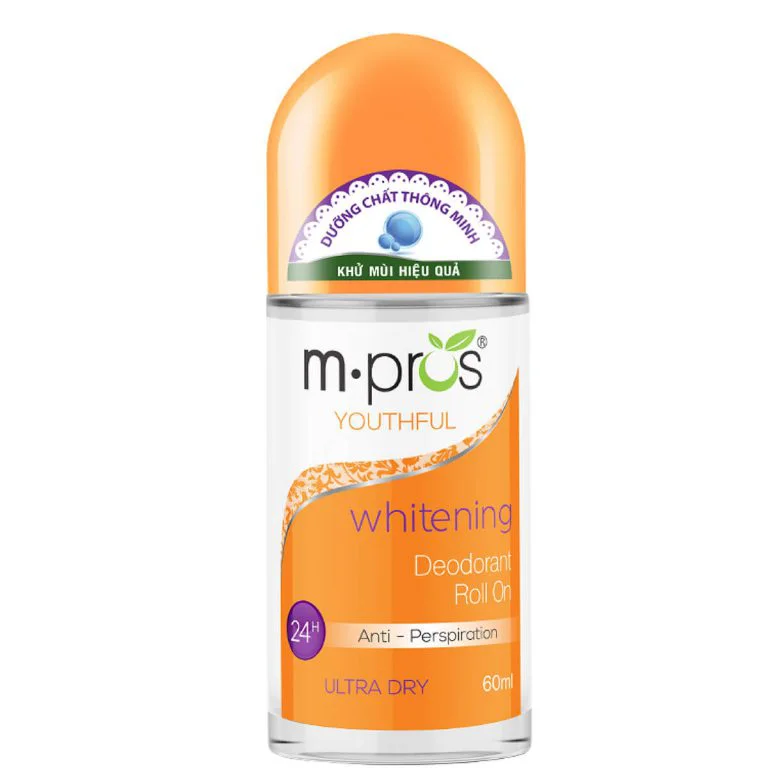 DƯỠNG CHẤT THÔNG MINH
KHỬ MÙI HIỆU QUẢ
m·pros®
YOUTHFUL
whitening
Deodorant
Roll On
24H
Anti - Perspiration
ULTRA DRY
60ml